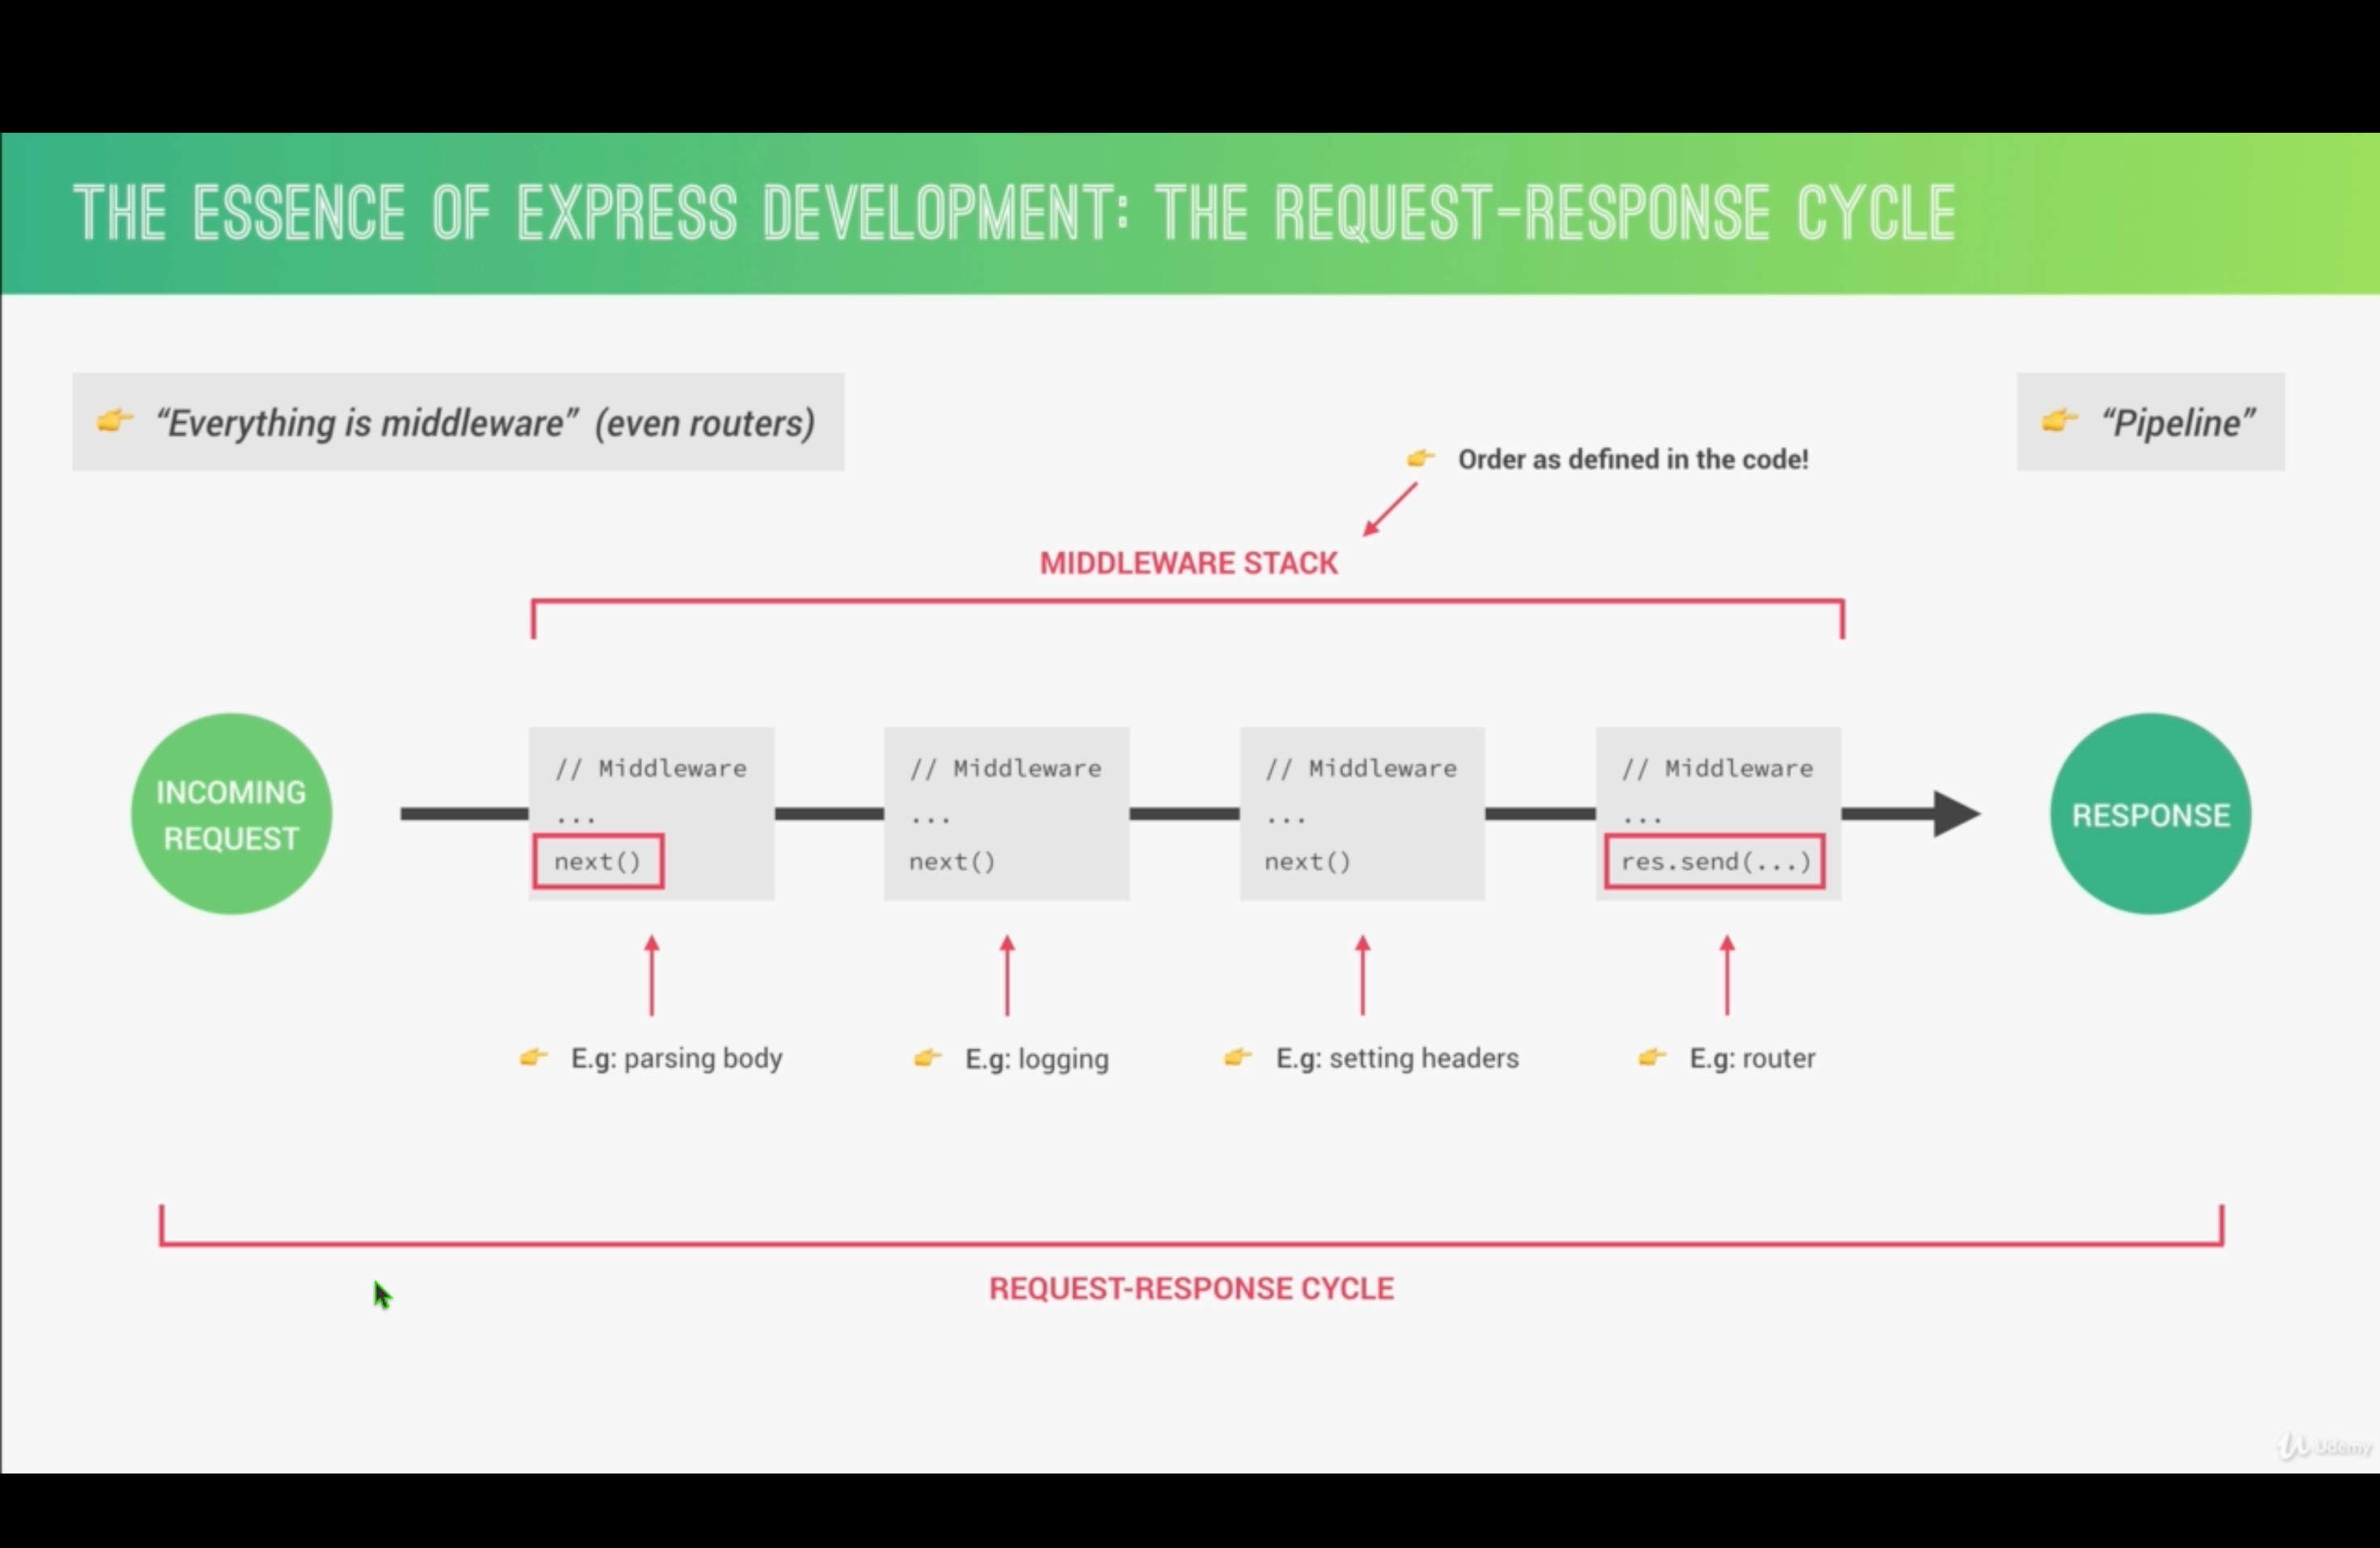 THE ESSENCE OF EXPRESS DEVELOPMENT: THE REQUEST-RESPONSE CYCLE
👉 “Everything is middleware” (even routers)
👉 “Pipeline”
👉 Order as defined in the code!
MIDDLEWARE STACK
INCOMING
REQUEST
// Middleware
...
next()
// Middleware
...
next()
// Middleware
...
next()
// Middleware
...
res.send(...)
RESPONSE
👉 E.g: parsing body
👉 E.g: logging
👉 E.g: setting headers
👉 E.g: router
REQUEST-RESPONSE CYCLE
Udemy